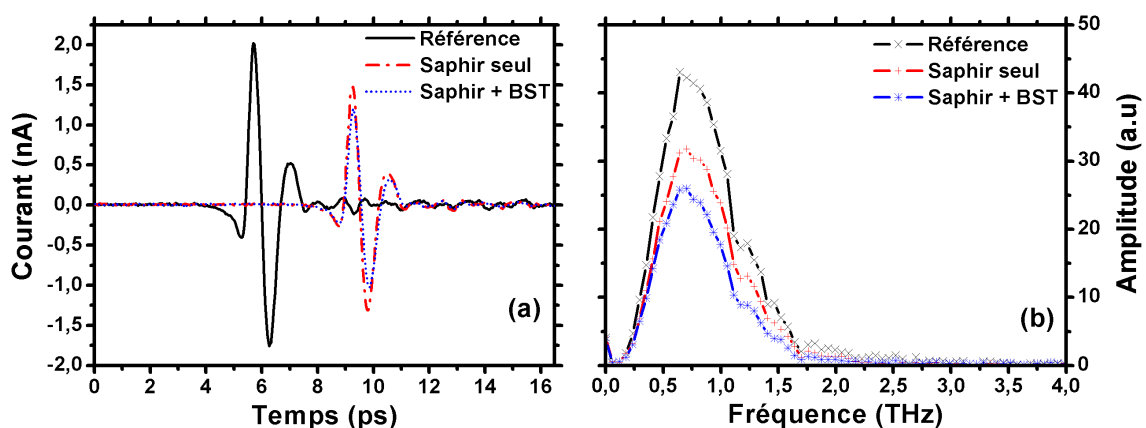 2,0
1,5
1,0
0,5
0,0
-0,5
-1,0
-1,5
-2,0
Courant (nA)
Référence
Saphir seul
Saphir + BST
(a)
0 2 4 6 8 10 12 14 16
Temps (ps)
Référence
Saphir seul
Saphir + BST
(b)
50
40
30
20
10
0
Amplitude (a.u)
0,0 0,5 1,0 1,5 2,0 2,5 3,0 3,5 4,0
Fréquence (THz)